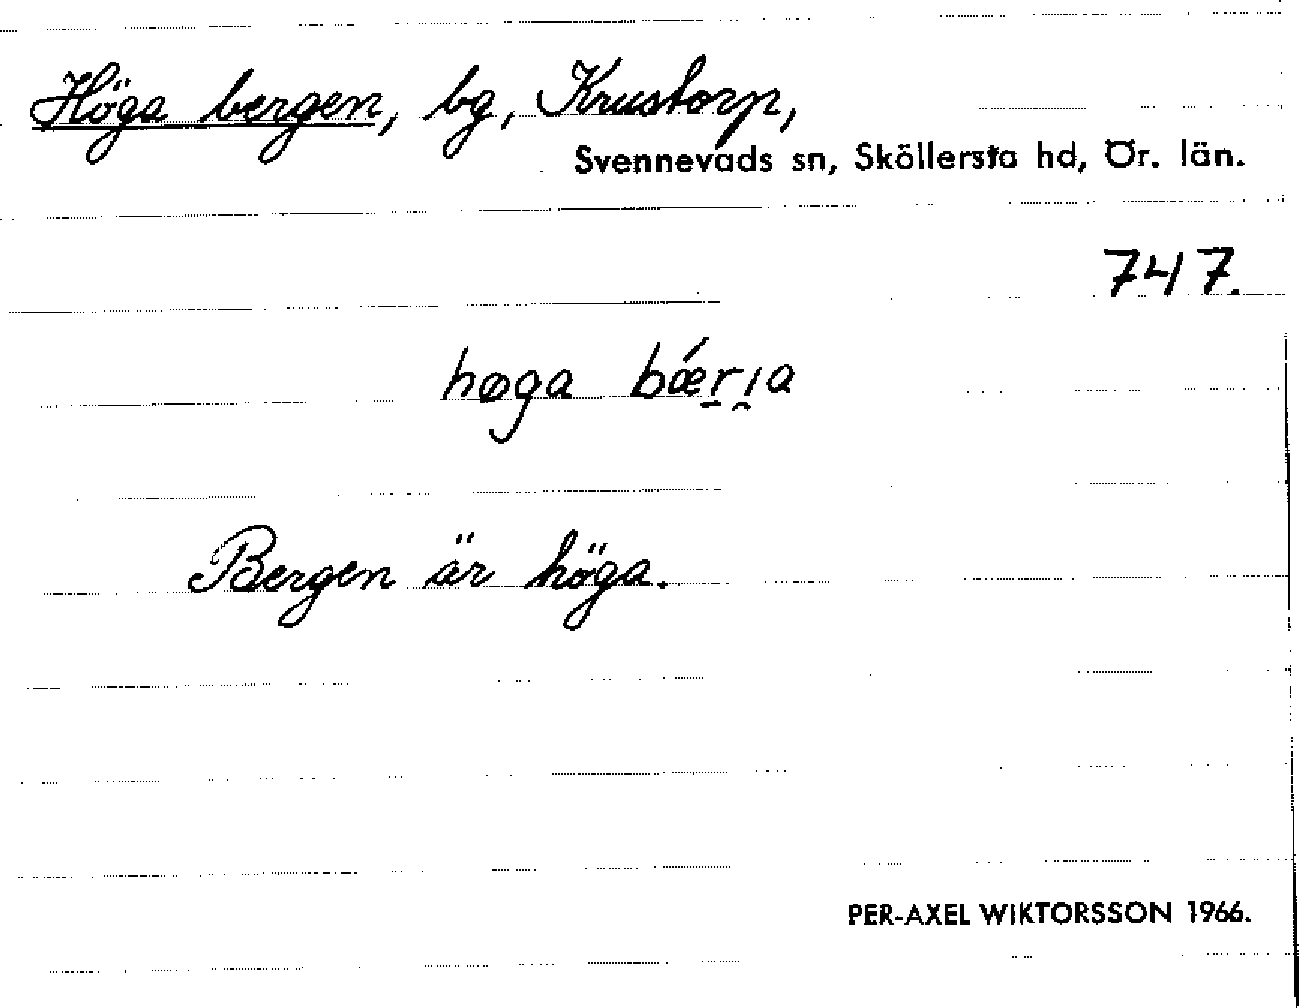 Höga bergen, bg, Krustorp,
Svennevads sn, Sköllersta hd, Ör. län.
747.
høga bǽr̠ı̯a
Bergen är höga.
PER-AXEL WIKTORSSON 1966.